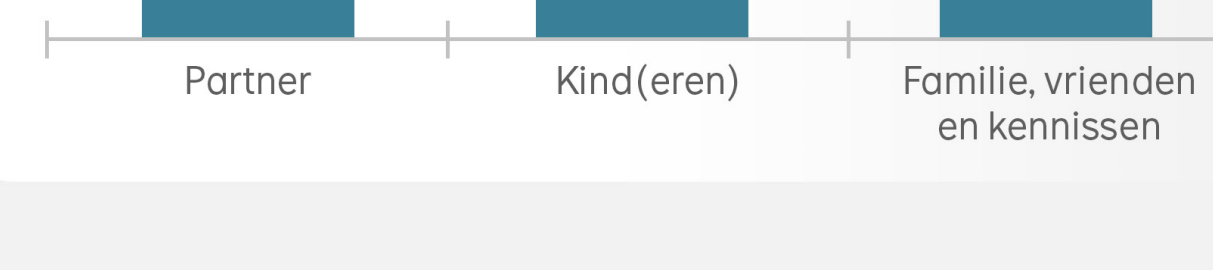 Partner
Kind(eren)
Familie, vrienden
en kennissen